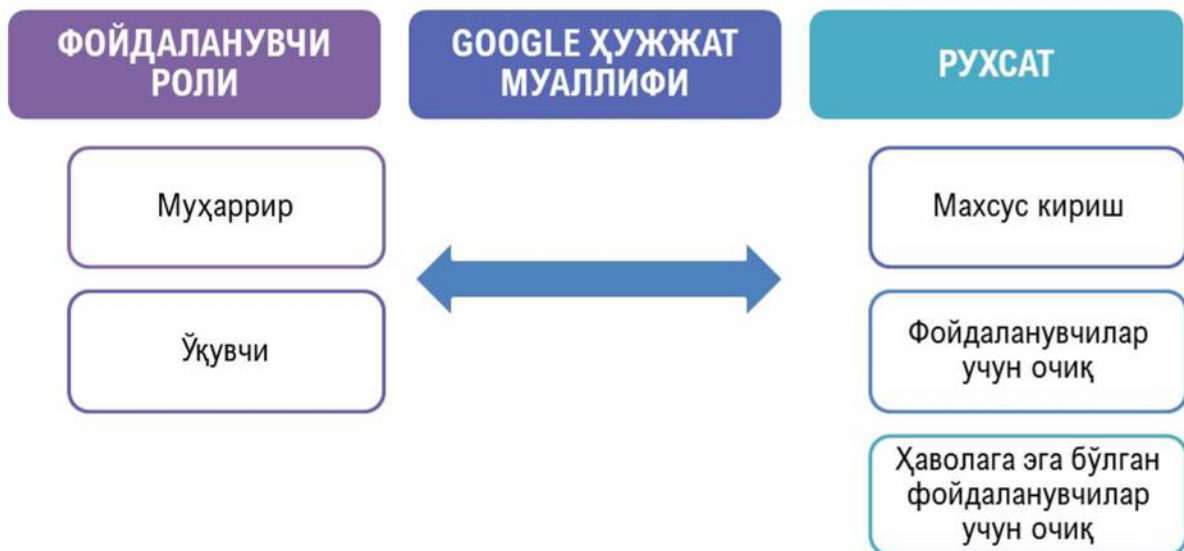 ФОЙДАЛАНУВЧИ
РОЛИ
GOOGLE ҲУЖЖАТ
МУАЛЛИФИ
РУХСАТ
Муҳаррир
Ўқувчи
Махсус кириш
Фойдаланувчилар
учун очиқ
Ҳаволага эга бўлган
фойдаланувчилар
учун очиқ